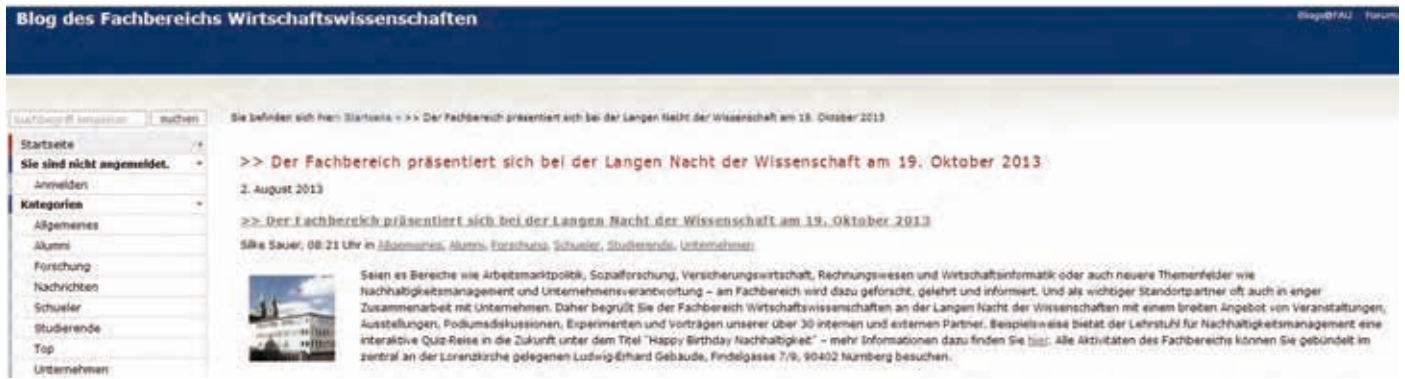 Blog des Fachbereichs Wirtschaftswissenschaften
Blogs@FAU Forum
suchen
Sie befinden sich hier: Startseite » >> Der Fachbereich präsentiert sich bei der Langen Nacht der Wissenschaft am 19. Oktober 2013
Startseite
Sie sind nicht angemeldet.
Anmelden
Kategorien
Allgemeines
Alumni
Forschung
Nachrichten
Schueler
Studierende
Top
Unternehmen
>> Der Fachbereich präsentiert sich bei der Langen Nacht der Wissenschaft am 19. Oktober 2013
2. August 2013
>> Der Fachbereich präsentiert sich bei der Langen Nacht der Wissenschaft am 19. Oktober 2013
Silke Sauer, 08:21 Uhr in Allgemeines, Alumni, Forschung, Schueler, Studierende, Unternehmen
Seien es Bereiche wie Arbeitsmarktpolitik, Sozialforschung, Versicherungswirtschaft, Rechnungswesen und Wirtschaftsinformatik oder auch neuere Themenfelder wie
Nachhaltigkeitsmanagement und Unternehmensverantwortung – am Fachbereich wird dazu geforscht, gelehrt und informiert. Und als wichtiger Standortpartner oft auch in enger
Zusammenarbeit mit Unternehmen. Daher begrüßt Sie der Fachbereich Wirtschaftswissenschaften an der Langen Nacht der Wissenschaften mit einem breiten Angebot von Veranstaltungen,
Ausstellungen, Podiumsdiskussionen, Experimenten und Vorträgen unserer über 30 internen und externen Partner. Beispielsweise bietet der Lehrstuhl für Nachhaltigkeitsmanagement eine
interaktive Quiz-Reise in die Zukunft unter dem Titel "Happy Birthday Nachhaltigkeit" – mehr Informationen dazu finden Sie hier. Alle Aktivitäten des Fachbereichs können Sie gebündelt im
zentral an der Lorenzkirche gelegenen Ludwig-Erhard Gebäude, Findelgasse 7/9, 90402 Nürnberg besuchen.